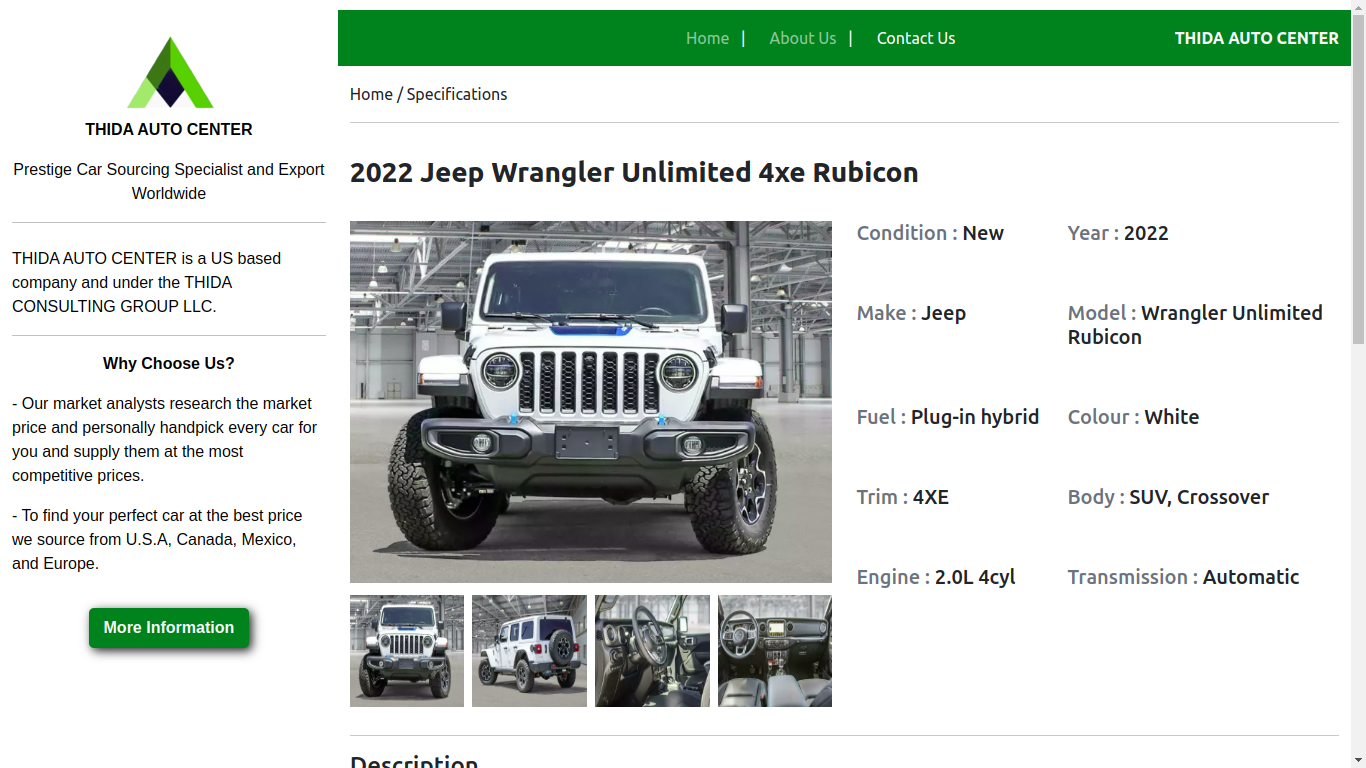 Home |
About Us |
Contact Us
THIDA AUTO CENTER
THIDA AUTO CENTER
Prestige Car Sourcing Specialist and Export
Worldwide
THIDA AUTO CENTER is a US based
company and under the THIDA
CONSULTING GROUP LLC.
Why Choose Us?
- Our market analysts research the market
price and personally handpick every car for
you and supply them at the most
competitive prices.
- To find your perfect car at the best price
we source from U.S.A, Canada, Mexico,
and Europe.
More Information
Home / Specifications
2022 Jeep Wrangler Unlimited 4xe Rubicon
Condition : New
Year : 2022
Make : Jeep
Model : Wrangler Unlimited
Rubicon
Fuel : Plug-in hybrid
Colour : White
Trim : 4XE
Body : SUV, Crossover
Engine : 2.0L 4cyl
Transmission : Automatic
Description